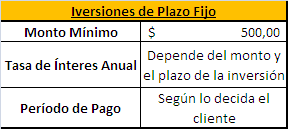 Iversiones de Plazo Fijo
Monto Mínimo $ 500,00
Tasa de Ínteres Anual Depende del monto y
el plazo de la inversión
Período de Pago Según lo decida el
cliente